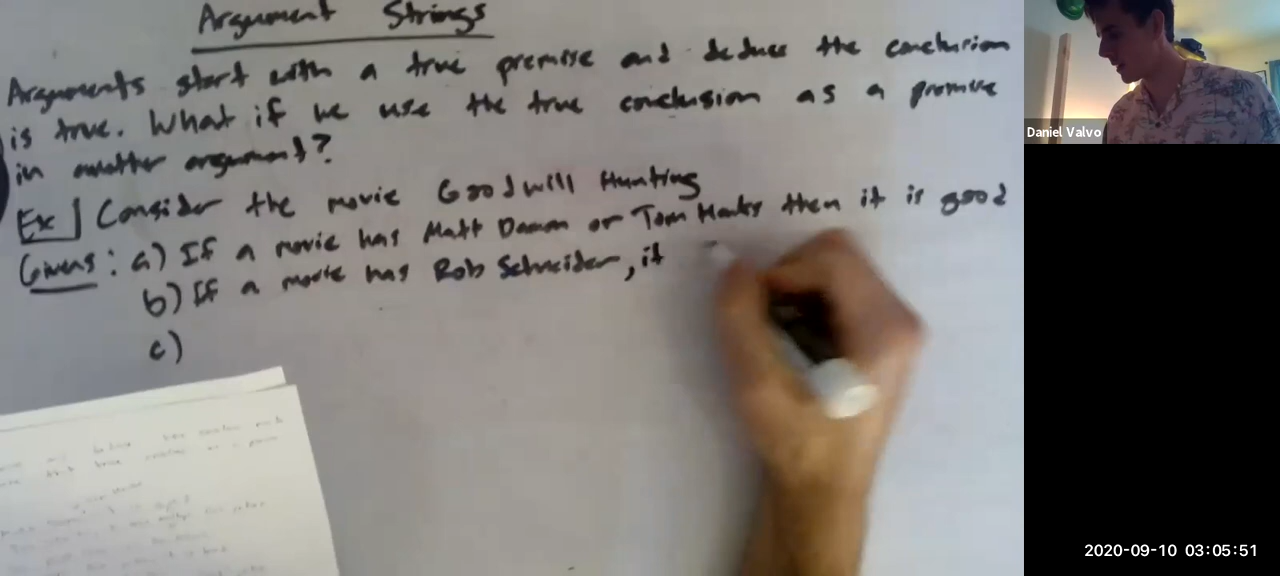 Argument Strings
Arguments start with a true premise and deduce the conclusion
is true. What if we use the true conclusion as a premise
in another argument?
Ex] Consider the movie Goodwill Hunting
Givens: a) If a movie has Matt Damon or Tom Hanks then it is good
b) If a movie has Rob Schneider, it
c)
Daniel Valvo
2020-09-10 03:05:51